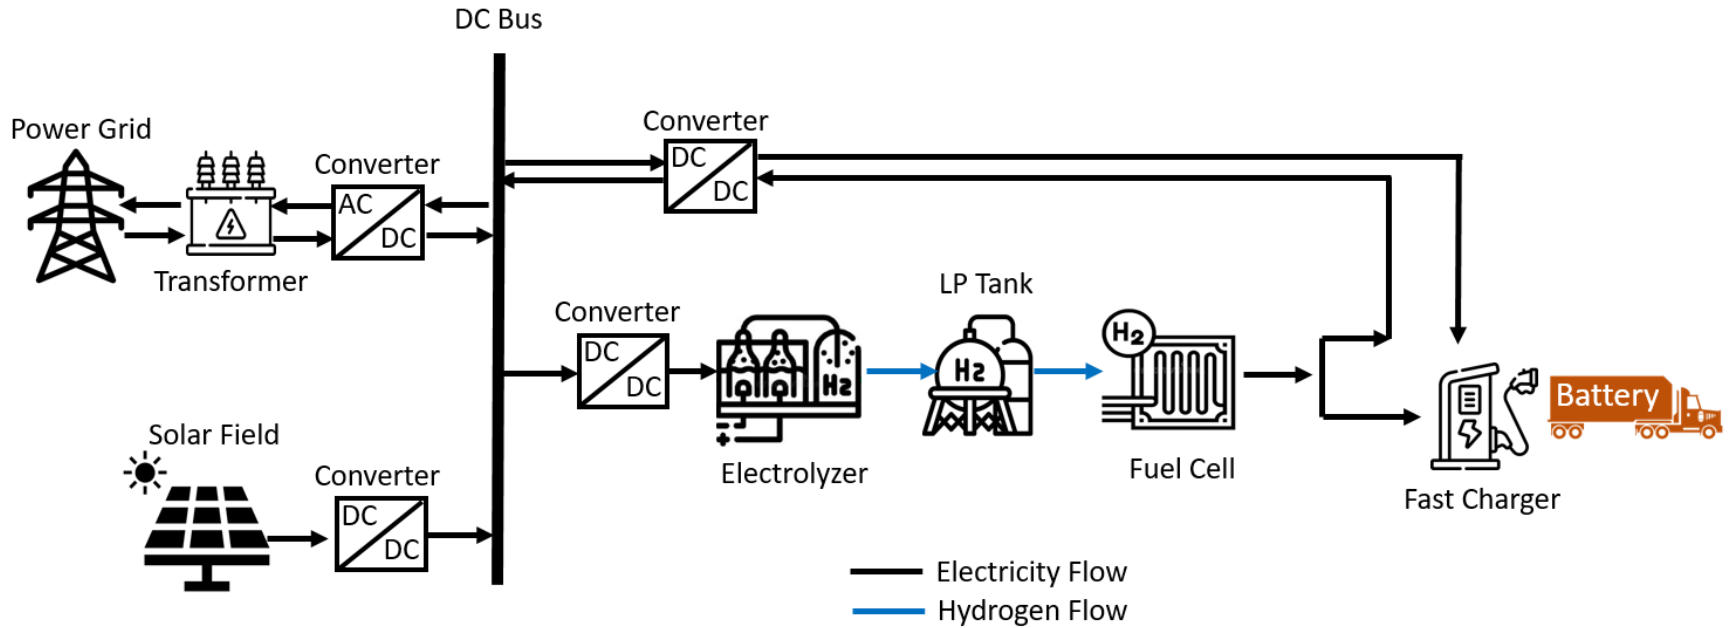 DC Bus
Power Grid
Converter
AC
DC
Transformer
Converter
DC
DC
Converter
DC
DC
LP Tank
H2
H2
H2
Electrolyzer
Fuel Cell
Battery
Fast Charger
Solar Field
Converter
DC
DC
Electricity Flow
Hydrogen Flow